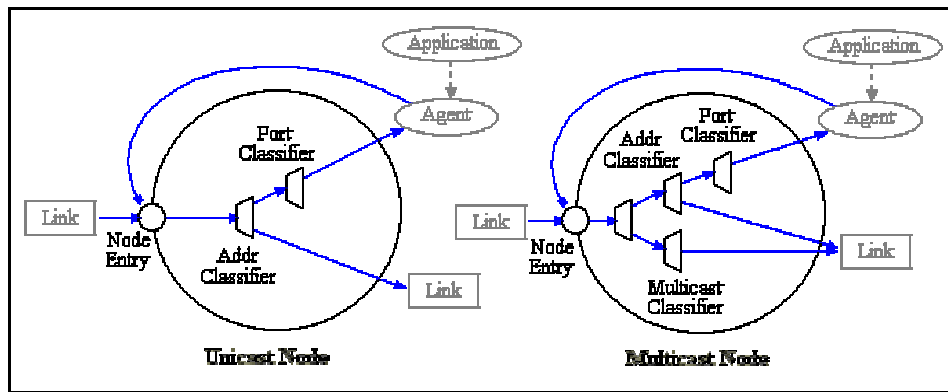 Application
Agent
Port
Classifier
Link
Node
Entry
Addr
Classifier
Link
Unicast Node
Application
Agent
Port
Classifier
Addr
Classifier
Link
Node
Entry
Link
Multicast
Classifier
Multicast Node